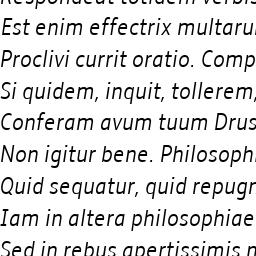 Respondeat totidem verbis
Est enim effectrix multaru
Proclivi currit oratio. Comp
Si quidem, inquit, tollerem,
Conferam avum tuum Drus
Non igitur bene. Philosoph
Quid sequatur, quid repugn
Iam in altera philosophiae
Sed in rebus apertissimis n